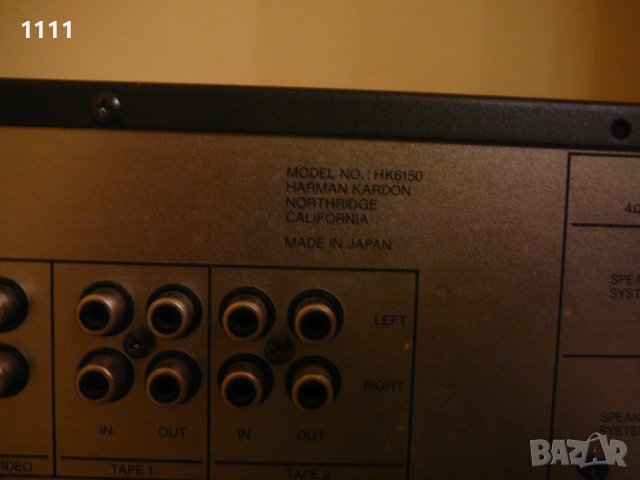 1111
MODEL NO.: HK6150
HARMAN KARDON
NORTHRIDGE
CALIFORNIA
MADE IN JAPAN
4Ω
SPEA
SYST
LEFT
RIGHT
SPEAK
SYSTE
IN OUT IN OUT
VIDEO TAPE 1 TAPE 2
BAZAR